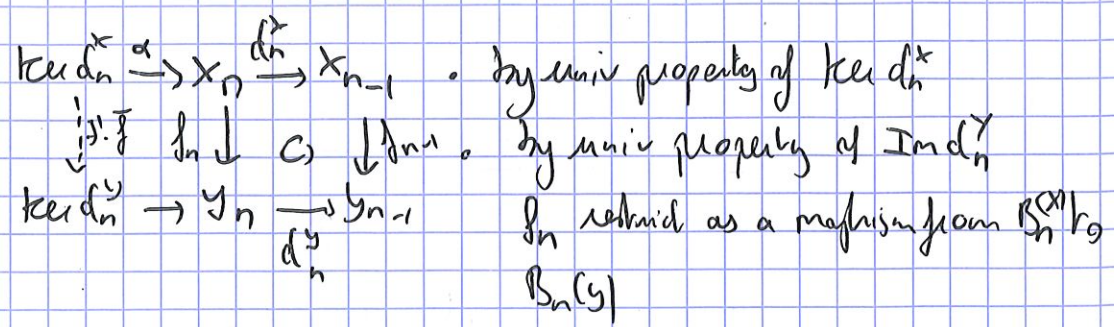 ker dₙˣ →α Xₙ →dₙˣ Xₙ₋₁ . by univ property of ker dₙˣ
∃! f̄ fₙ ↓ ↻ ↓ fₙ₋₁ . by univ property of Im dₙʸ
ker dₙʸ → Yₙ →dₙʸ Yₙ₋₁ fₙ restrict as a morphism from Bₙ(X) to
Bₙ(y)